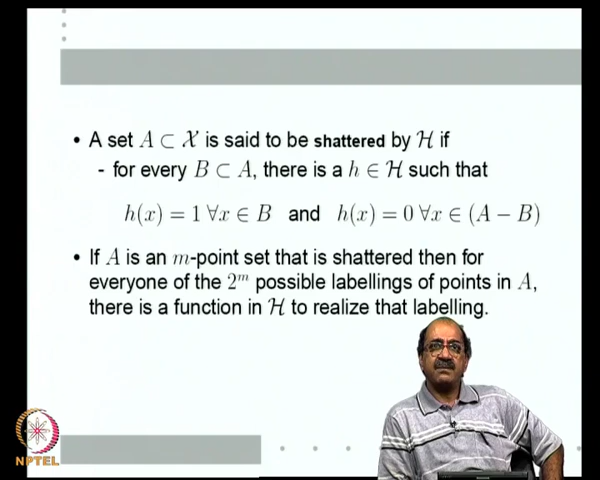 • A set A ⊂ 𝒳 is said to be shattered by ℋ if
- for every B ⊂ A, there is a h ∈ ℋ such that
h(x) = 1 ∀x ∈ B and h(x) = 0 ∀x ∈ (A − B)
• If A is an m-point set that is shattered then for
everyone of the 2^m possible labellings of points in A,
there is a function in ℋ to realize that labelling.
NPTEL